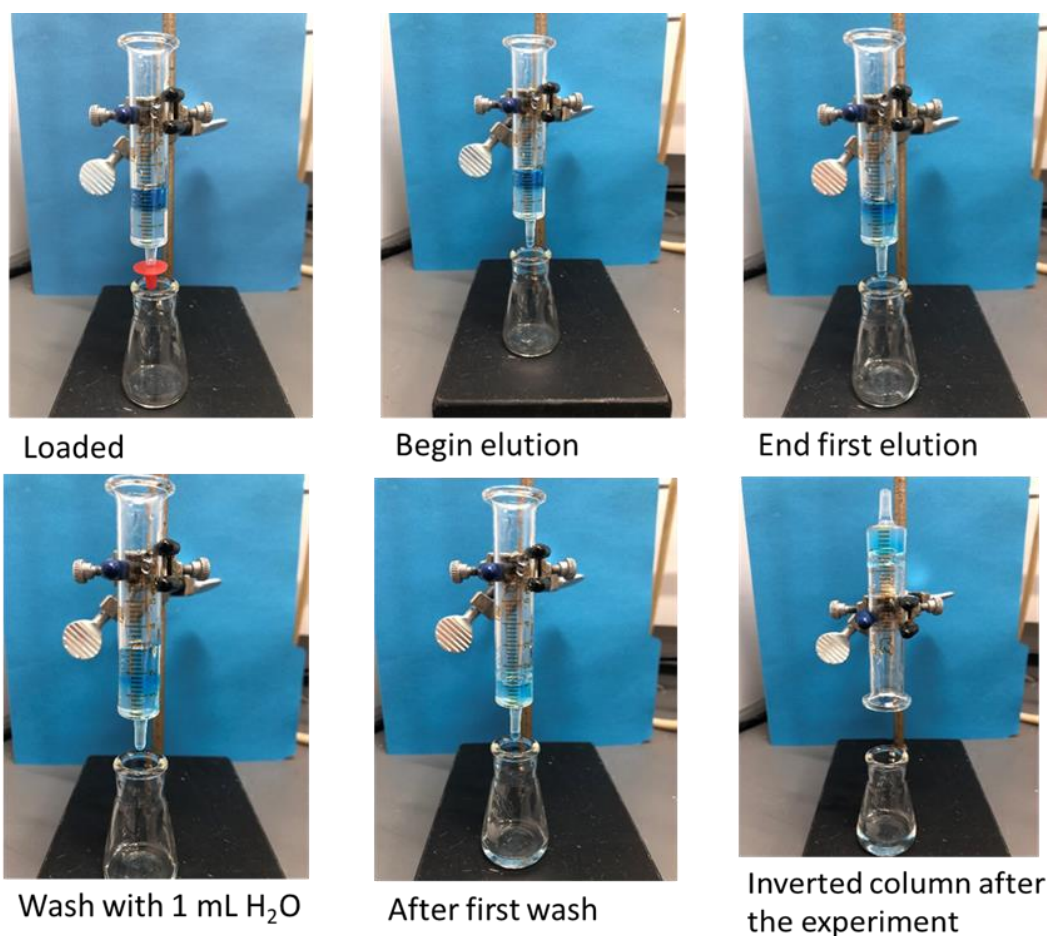 Loaded
Begin elution
End first elution
Wash with 1 mL H₂O
After first wash
Inverted column after
the experiment